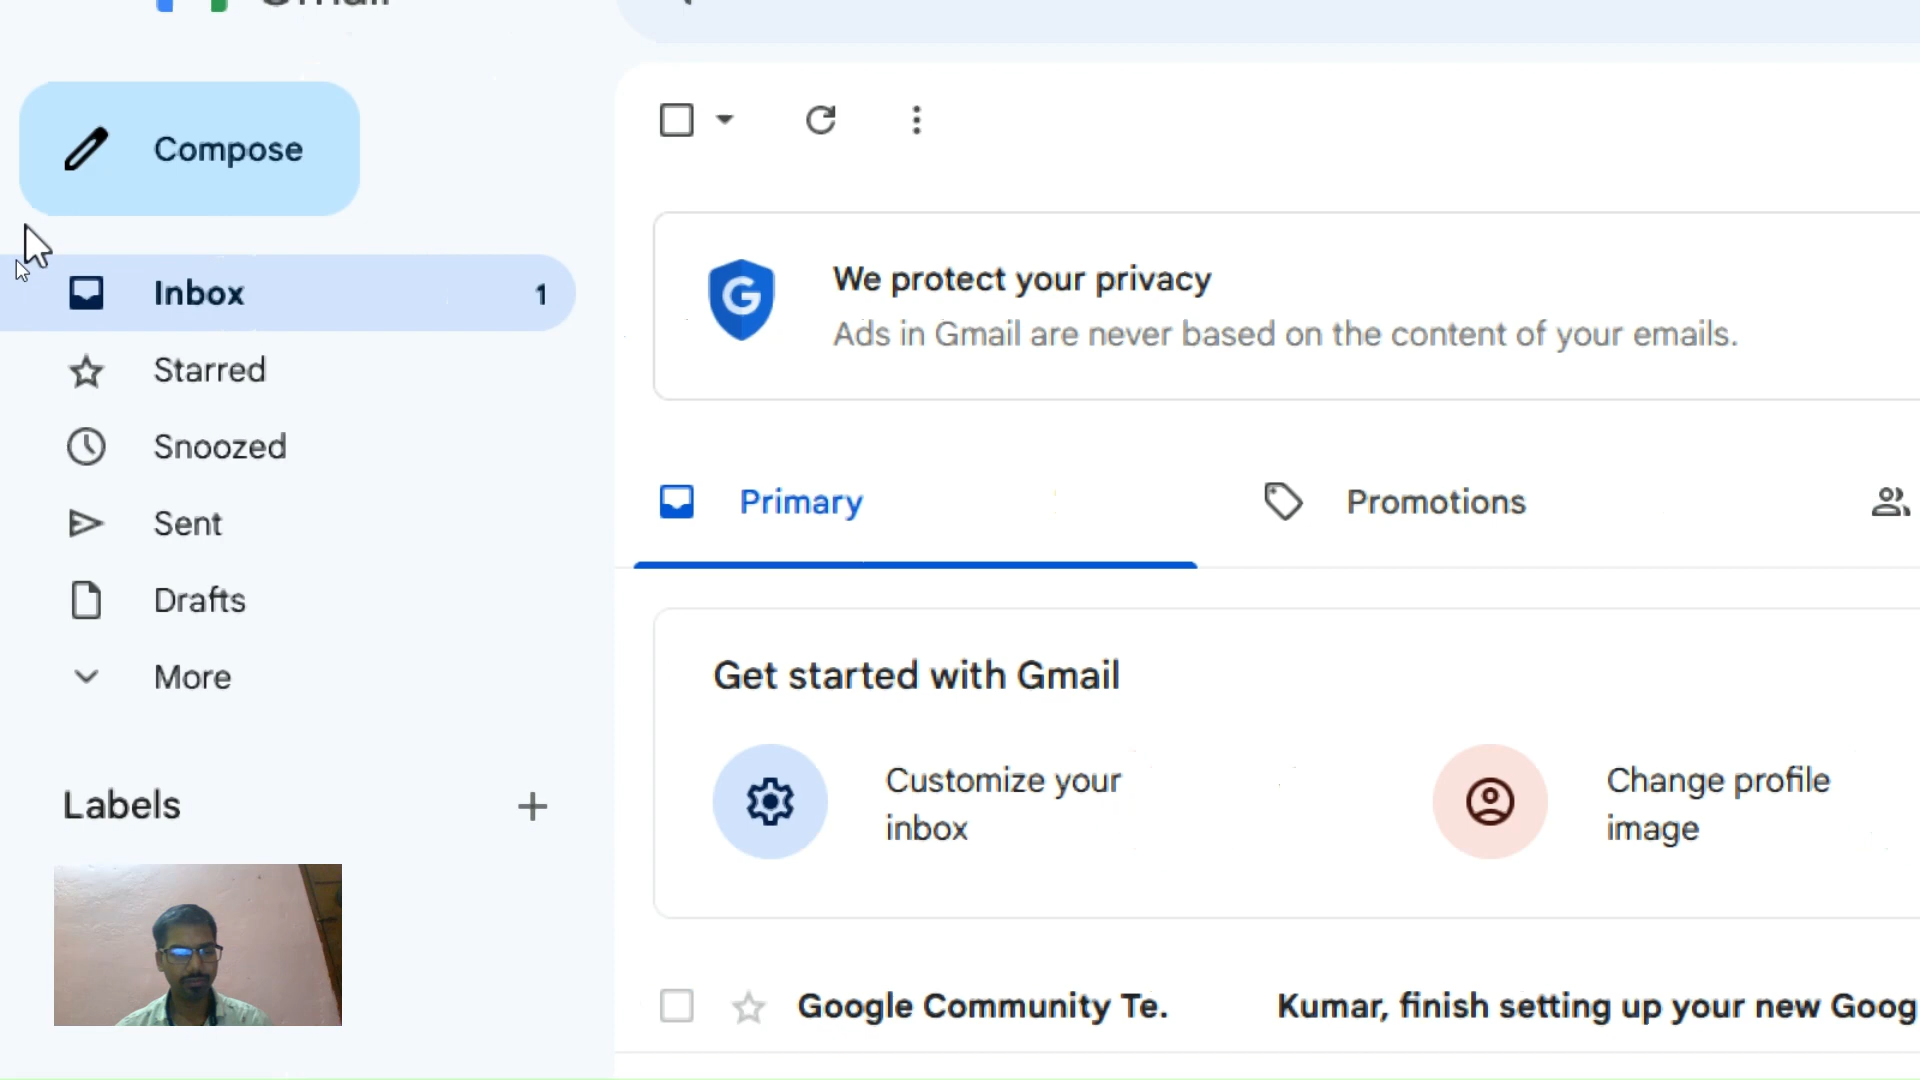 Gmail
Compose
Inbox 1
Starred
Snoozed
Sent
Drafts
More
Labels
We protect your privacy
Ads in Gmail are never based on the content of your emails.
Primary
Promotions
Get started with Gmail
Customize your
inbox
Change profile
image
Google Community Te. Kumar, finish setting up your new Goog